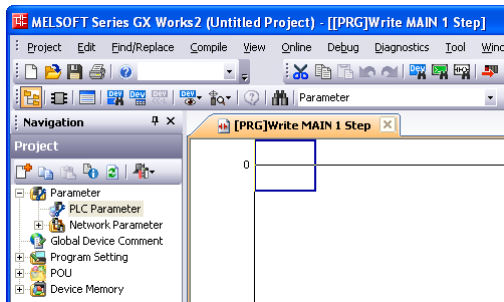 MELSOFT Series GX Works2 (Untitled Project) - [[PRG]Write MAIN 1 Step]
Project Edit Find/Replace Compile View Online Debug Diagnostics Tool
Parameter
Navigation
[PRG]Write MAIN 1 Step
Project
0
Parameter
PLC Parameter
Network Parameter
Global Device Comment
Program Setting
POU
Device Memory